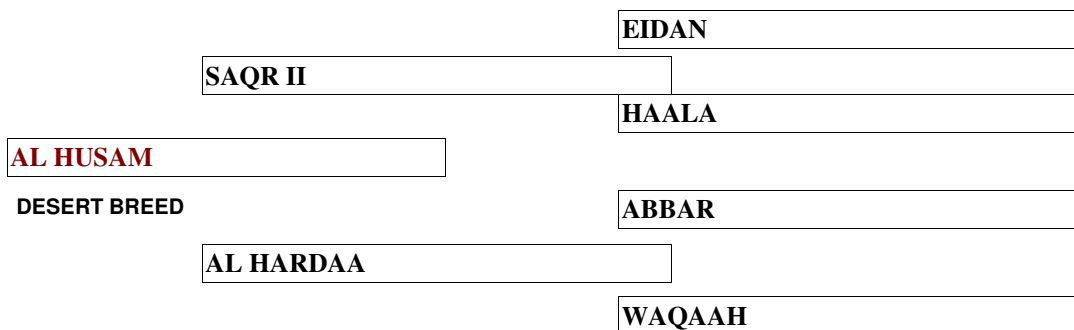 EIDAN
SAQR II
HAALA
AL HUSAM
DESERT BREED
ABBAR
AL HARDAA
WAQAAH